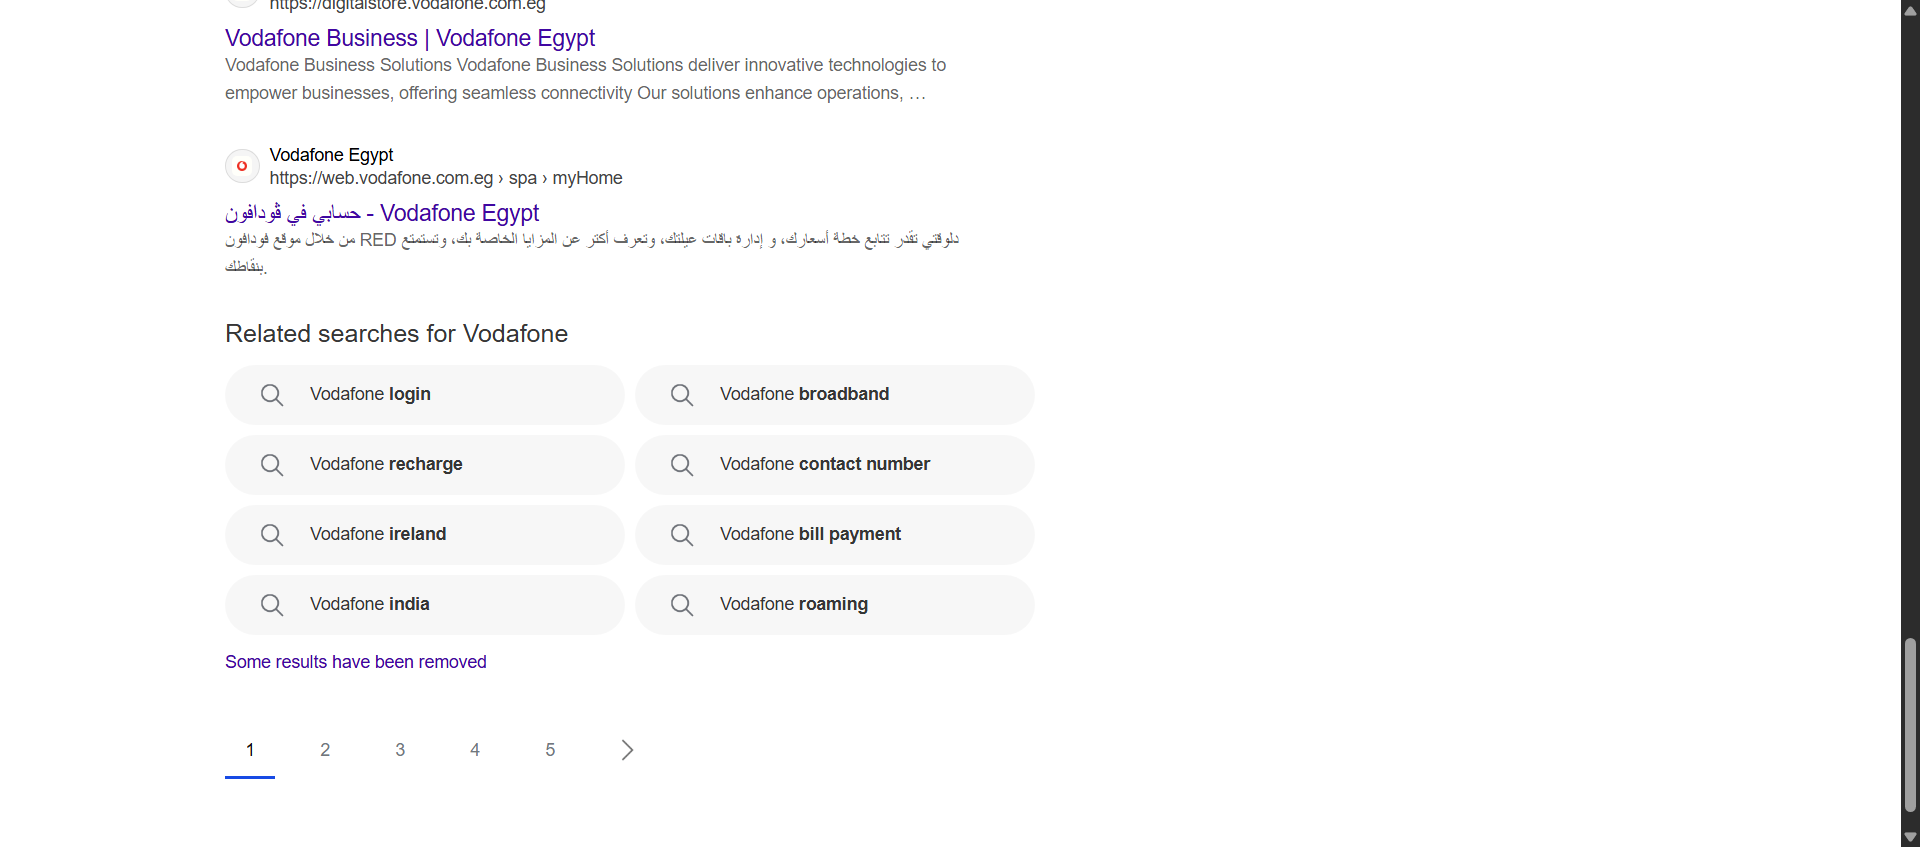 https://digitalstore.vodafone.com.eg
Vodafone Business | Vodafone Egypt
Vodafone Business Solutions Vodafone Business Solutions deliver innovative technologies to
empower businesses, offering seamless connectivity Our solutions enhance operations, …
Vodafone Egypt
https://web.vodafone.com.eg › spa › myHome
حسابي في ڤودافون - Vodafone Egypt
من خلال موقع فودافون RED دلوقتي تقدر تتابع خطة أسعارك، و إدارة باقات عيلتك، وتعرف أكتر عن المزايا الخاصة بك، وتستمتع
بنقاطك.
Related searches for Vodafone
Vodafone login
Vodafone broadband
Vodafone recharge
Vodafone contact number
Vodafone ireland
Vodafone bill payment
Vodafone india
Vodafone roaming
Some results have been removed
1 2 3 4 5